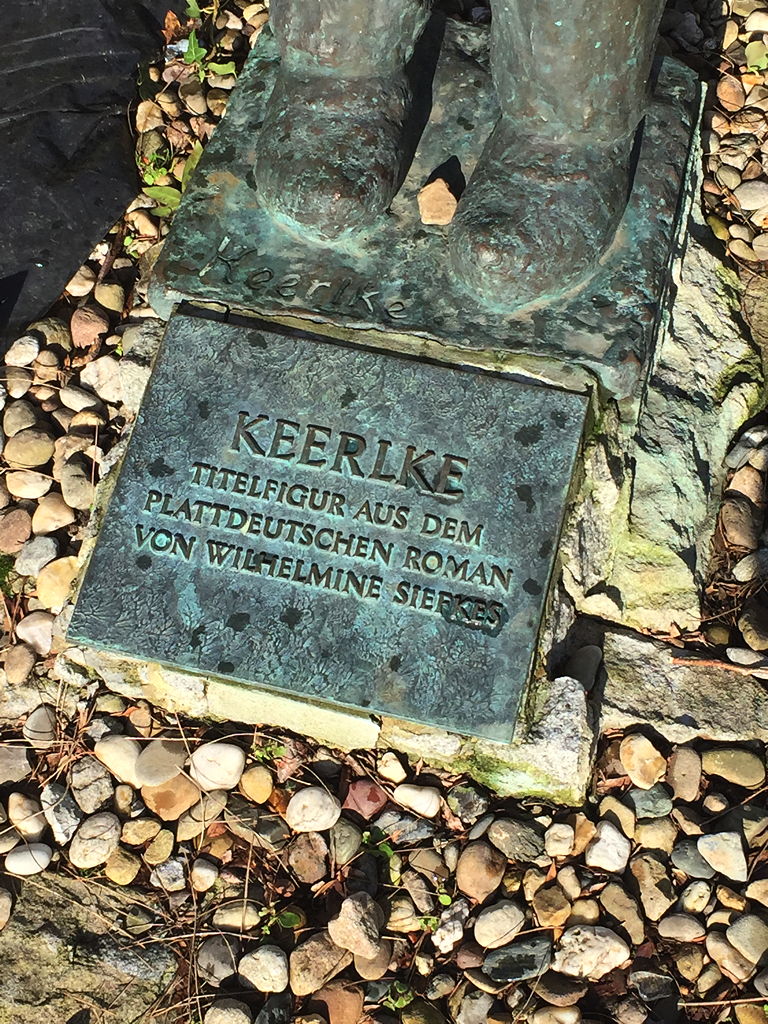 Keerlke
KEERLKE
TITELFIGUR AUS DEM
PLATTDEUTSCHEN ROMAN
VON WILHELMINE SIEFKES